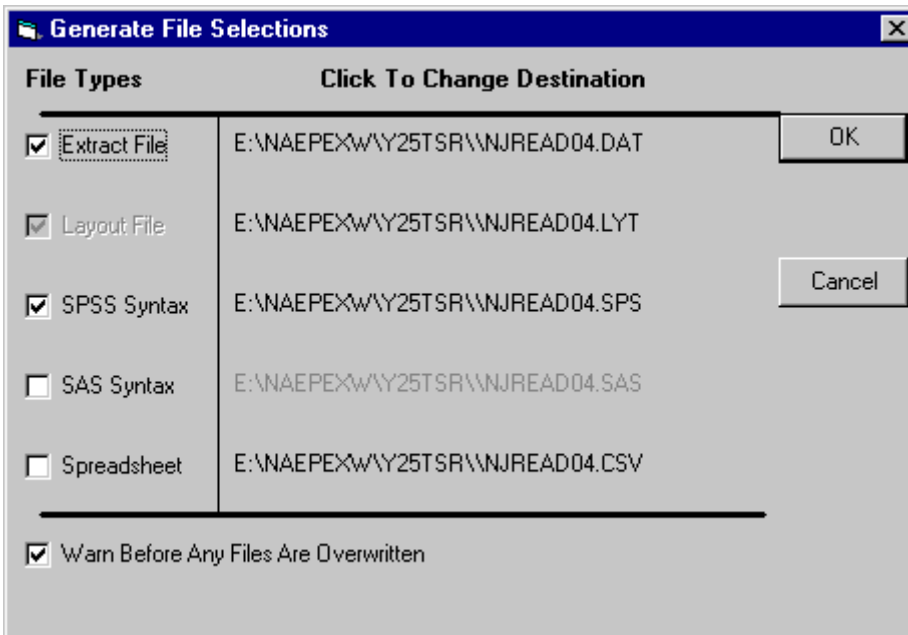 Generate File Selections
File Types Click To Change Destination
Extract File E:\NAEPEXW\Y25TSR\\NJREAD04.DAT OK
Layout File E:\NAEPEXW\Y25TSR\\NJREAD04.LYT
Cancel
SPSS Syntax E:\NAEPEXW\Y25TSR\\NJREAD04.SPS
SAS Syntax E:\NAEPEXW\Y25TSR\\NJREAD04.SAS
Spreadsheet E:\NAEPEXW\Y25TSR\\NJREAD04.CSV
Warn Before Any Files Are Overwritten